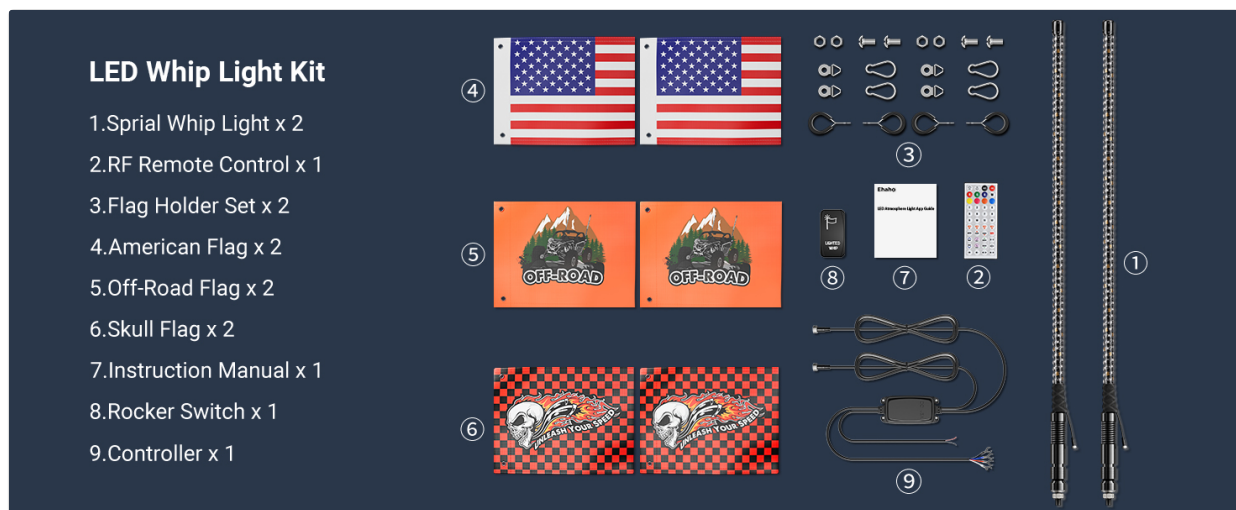 LED Whip Light Kit
1.Sprial Whip Light x 2
2.RF Remote Control x 1
3.Flag Holder Set x 2
4.American Flag x 2
5.Off-Road Flag x 2
6.Skull Flag x 2
7.Instruction Manual x 1
8.Rocker Switch x 1
9.Controller x 1
④
⑤
OFF-ROAD
OFF-ROAD
⑥
UNLEASH YOUR SPEED
UNLEASH YOUR SPEED
③
LIGHTED
WHIP
⑧
Ehaho
LED Atmosphere Light App Guide
⑦
②
⑨
①